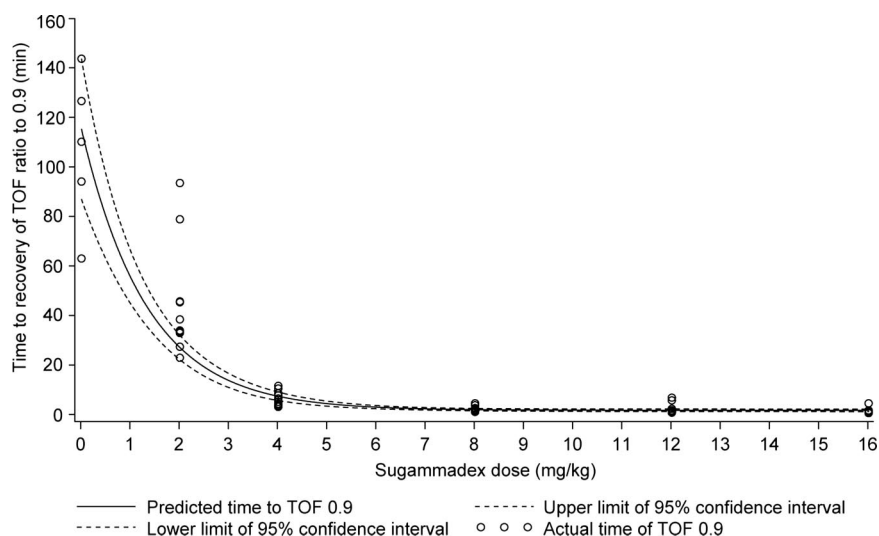 160
140
120
100
80
60
40
20
0
Time to recovery of TOF ratio to 0.9 (min)
0 1 2 3 4 5 6 7 8 9 10 11 12 13 14 15 16
Sugammadex dose (mg/kg)
Predicted time to TOF 0.9
Upper limit of 95% confidence interval
Lower limit of 95% confidence interval
Actual time of TOF 0.9